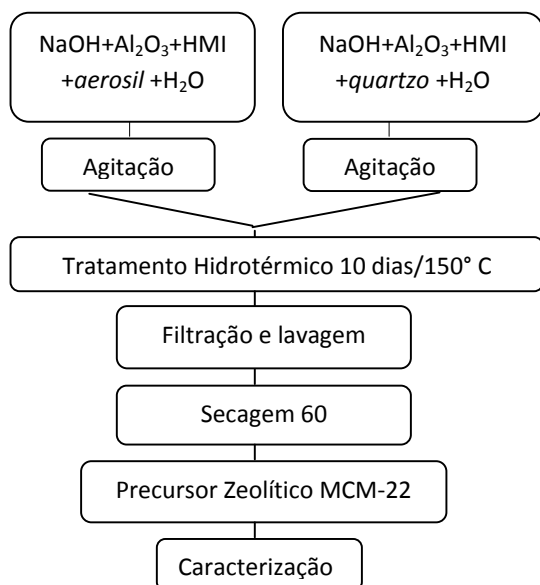 NaOH+Al₂O₃+HMI
+aerosil +H₂O
NaOH+Al₂O₃+HMI
+quartzo +H₂O
Agitação
Agitação
Tratamento Hidrotérmico 10 dias/150° C
Filtração e lavagem
Secagem 60
Precursor Zeolítico MCM-22
Caracterização